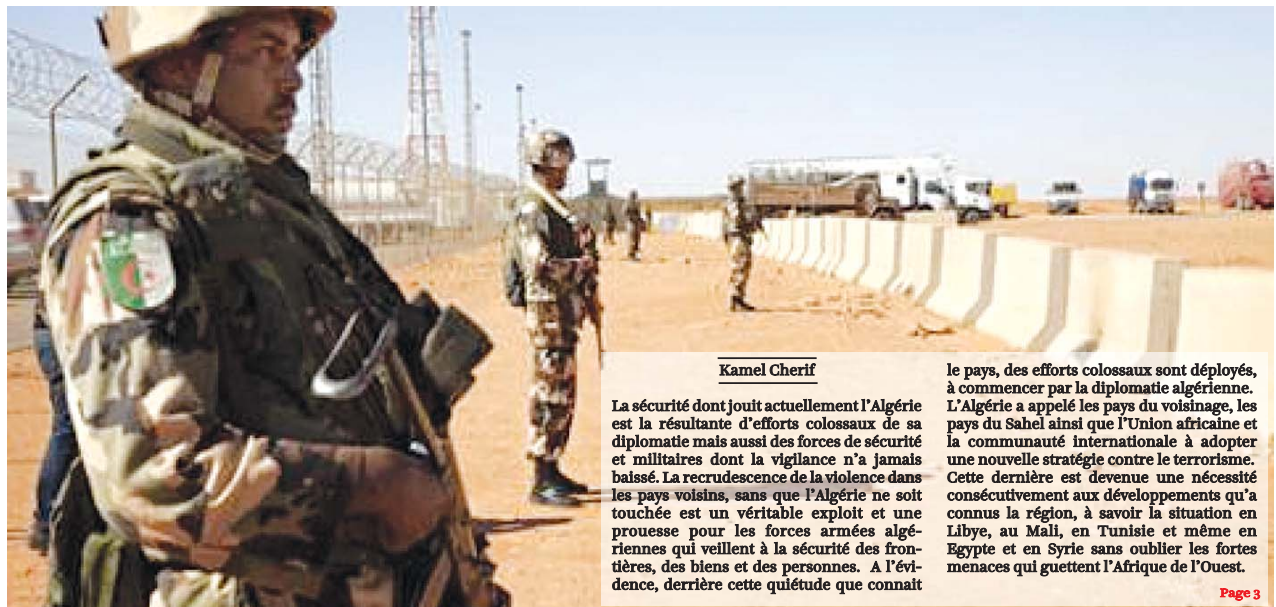 Kamel Cherif
La sécurité dont jouit actuellement l'Algérie
est la résultante d'efforts colossaux de sa
diplomatie mais aussi des forces de sécurité
et militaires dont la vigilance n'a jamais
baissé. La recrudescence de la violence dans
les pays voisins, sans que l'Algérie ne soit
touchée est un véritable exploit et une
prouesse pour les forces armées algé-
riennes qui veillent à la sécurité des fron-
tières, des biens et des personnes.  A l'évi-
dence, derrière cette quiétude que connait
le pays, des efforts colossaux sont déployés,
à commencer par la diplomatie algérienne.
L'Algérie a appelé les pays du voisinage, les
pays du Sahel ainsi que l'Union africaine et
la communauté internationale à adopter
une nouvelle stratégie contre le terrorisme.
Cette dernière est devenue une nécessité
consécutivement aux développements qu'a
connus la région, à savoir la situation en
Libye, au Mali, en Tunisie et même en
Egypte et en Syrie sans oublier les fortes
menaces qui guettent l'Afrique de l'Ouest.
Page 3